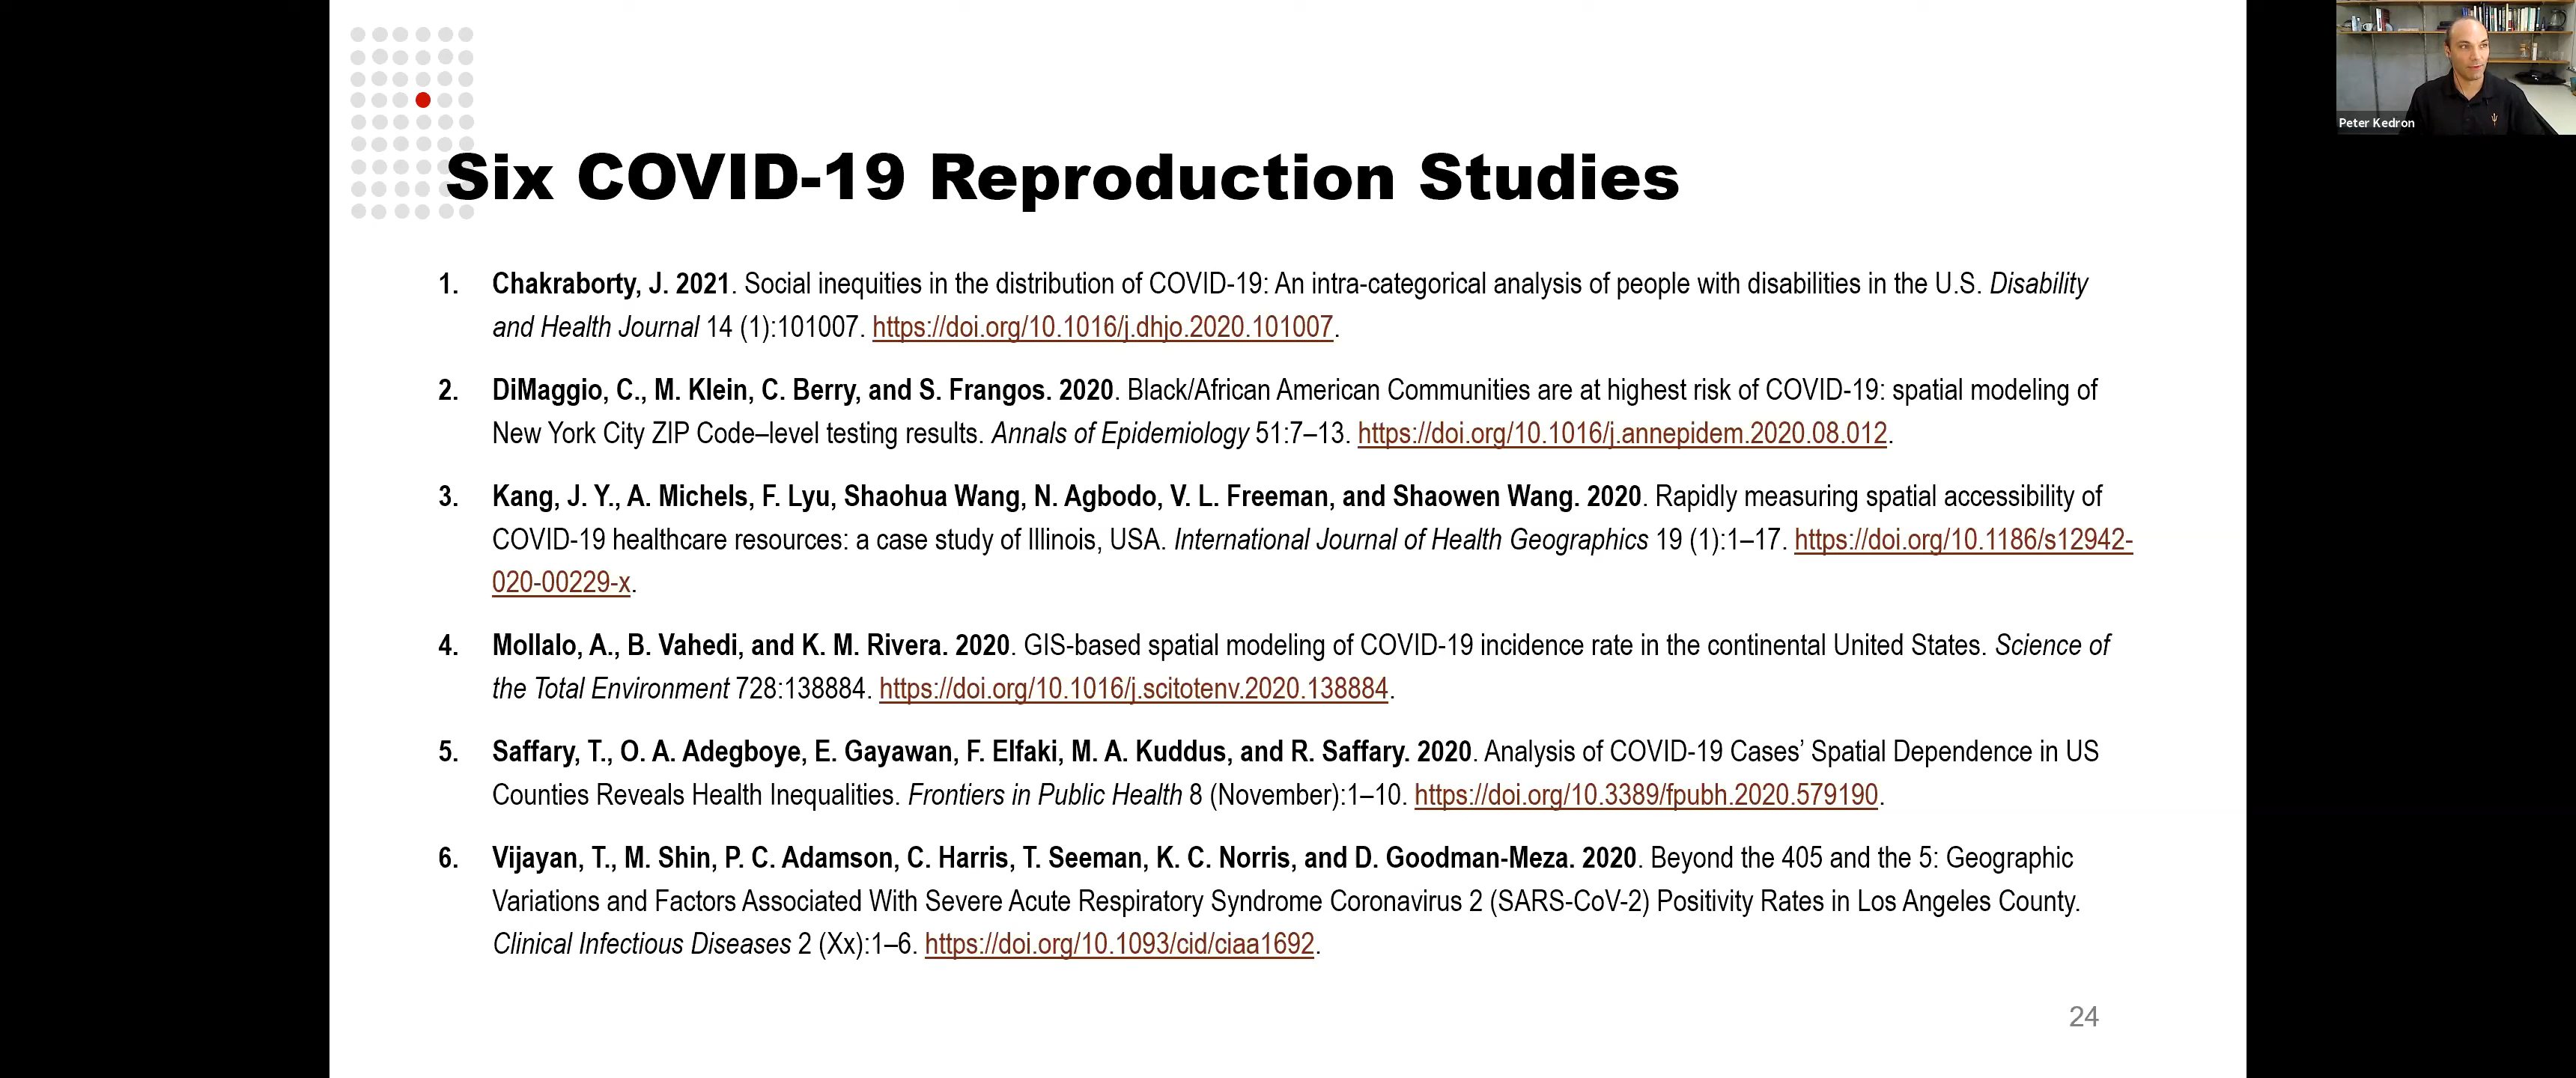 Peter Kedron
Six COVID-19 Reproduction Studies
1. Chakraborty, J. 2021. Social inequities in the distribution of COVID-19: An intra-categorical analysis of people with disabilities in the U.S. Disability
and Health Journal 14 (1):101007. https://doi.org/10.1016/j.dhjo.2020.101007.
2. DiMaggio, C., M. Klein, C. Berry, and S. Frangos. 2020. Black/African American Communities are at highest risk of COVID-19: spatial modeling of
New York City ZIP Code–level testing results. Annals of Epidemiology 51:7–13. https://doi.org/10.1016/j.annepidem.2020.08.012.
3. Kang, J. Y., A. Michels, F. Lyu, Shaohua Wang, N. Agbodo, V. L. Freeman, and Shaowen Wang. 2020. Rapidly measuring spatial accessibility of
COVID-19 healthcare resources: a case study of Illinois, USA. International Journal of Health Geographics 19 (1):1–17. https://doi.org/10.1186/s12942-
020-00229-x.
4. Mollalo, A., B. Vahedi, and K. M. Rivera. 2020. GIS-based spatial modeling of COVID-19 incidence rate in the continental United States. Science of
the Total Environment 728:138884. https://doi.org/10.1016/j.scitotenv.2020.138884.
5. Saffary, T., O. A. Adegboye, E. Gayawan, F. Elfaki, M. A. Kuddus, and R. Saffary. 2020. Analysis of COVID-19 Cases’ Spatial Dependence in US
Counties Reveals Health Inequalities. Frontiers in Public Health 8 (November):1–10. https://doi.org/10.3389/fpubh.2020.579190.
6. Vijayan, T., M. Shin, P. C. Adamson, C. Harris, T. Seeman, K. C. Norris, and D. Goodman-Meza. 2020. Beyond the 405 and the 5: Geographic
Variations and Factors Associated With Severe Acute Respiratory Syndrome Coronavirus 2 (SARS-CoV-2) Positivity Rates in Los Angeles County.
Clinical Infectious Diseases 2 (Xx):1–6. https://doi.org/10.1093/cid/ciaa1692.
24